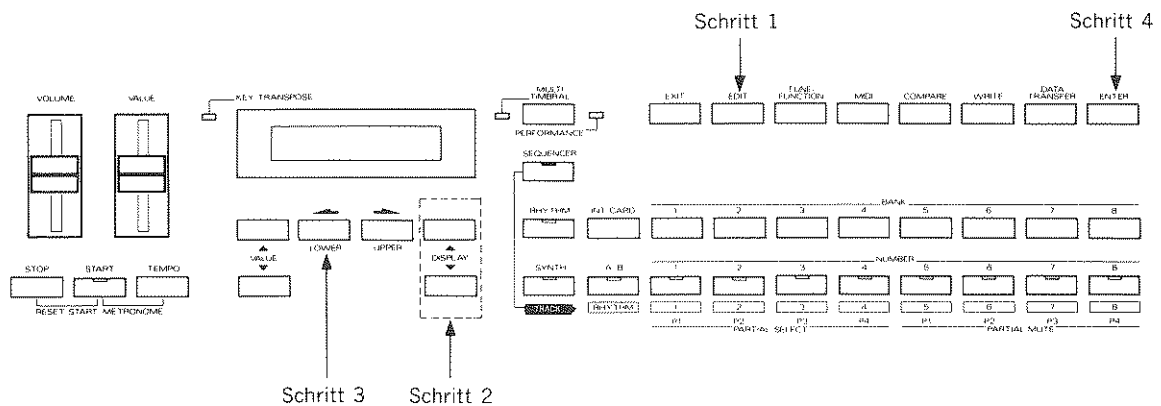 Schritt 1
Schritt 4
VOLUME
VALUE
KEY TRANSPOSE
MULTI
TIMBRAL
PERFORMANCE
EXIT
EDIT
TUNE
FUNCTION
MIDI
COMPARE
WRITE
DATA
TRANSFER
ENTER
SEQUENCER
BANK
RHYTHM
INT CARD
1 2 3 4 5 6 7 8
LOWER
UPPER
VALUE
DISPLAY
NUMBER
SYNTH
A B
1 2 3 4 5 6 7 8
STOP
START
TEMPO
RESET START METRONOME
TRACK
RHYTHM
1 2 3 4 5 6 7 8
P1 P2 P3 P4 P1 P2 P3 P4
PARTIAL SELECT
PARTIAL MUTE
Schritt 3
Schritt 2